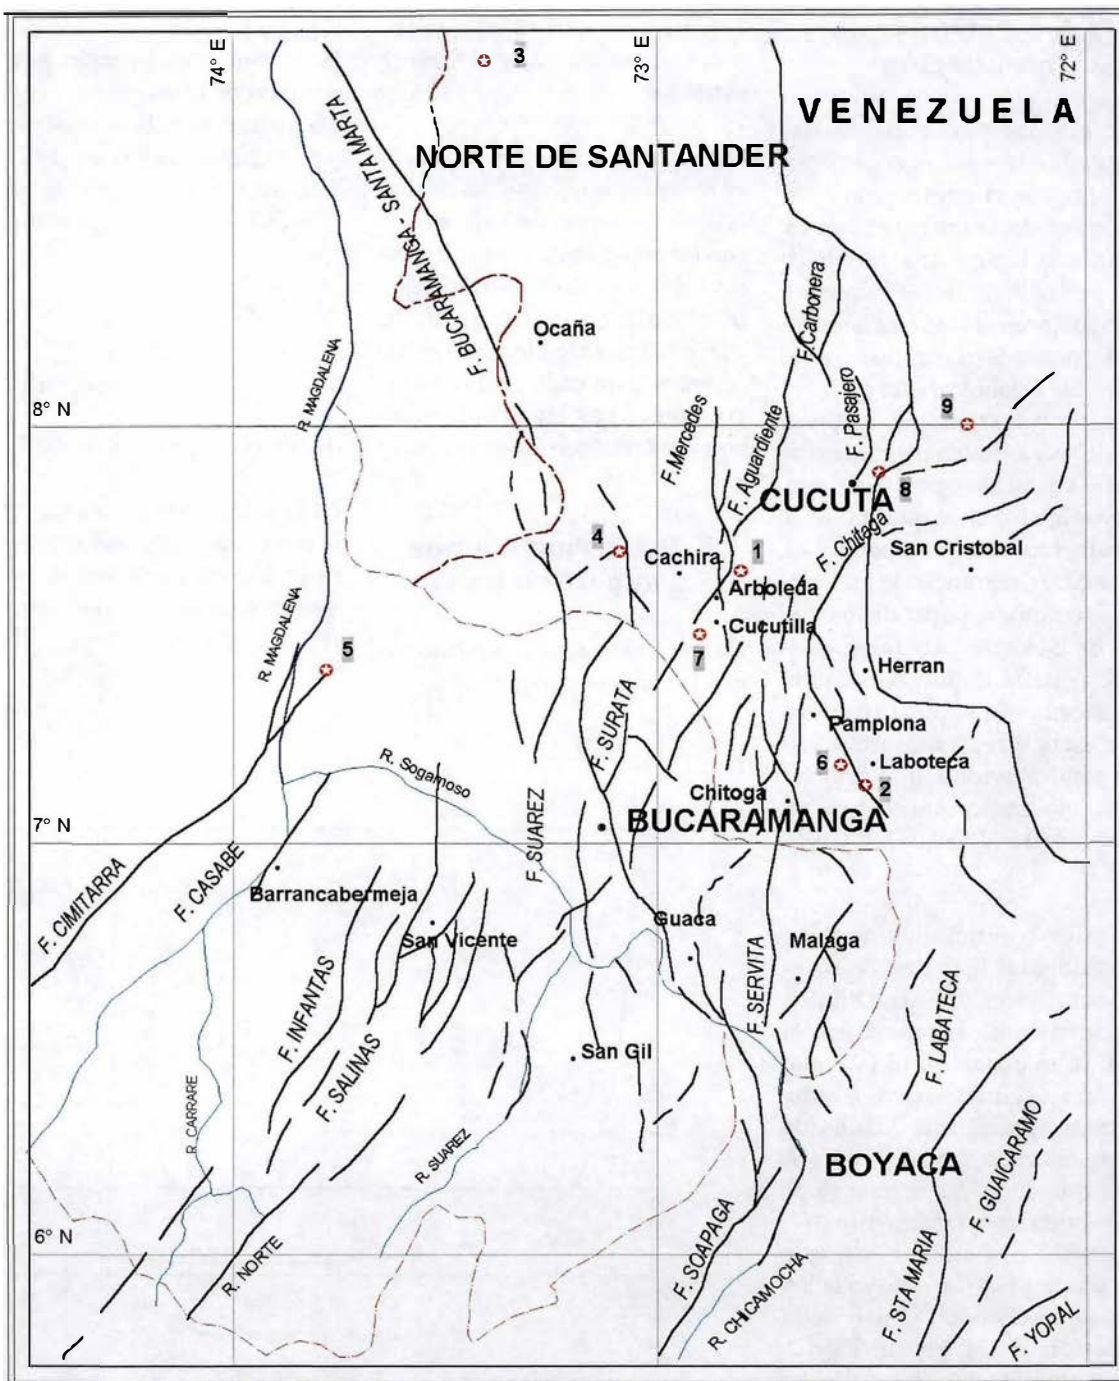 74° E
73° E
72° E
3
VENEZUELA
NORTE DE SANTANDER
F. BUCARAMANGA - SANTA MARTA
R. MAGDALENA
Ocaña
F. Carbonera
8° N
F. Mercedes
F. Aguardiente
F. Pasajero
9
CUCUTA
8
F. Chitaga
San Cristobal
4
Cachira
1
Arboleda
Cucutilla
7
Herran
R. MAGDALENA
5
F. SURATA
Pamplona
6
Laboteca
2
R. Sogamoso
Chitoga
BUCARAMANGA
7° N
F. SUAREZ
F. CIMITARRA
F. CASABE
Barrancabermeja
San Vicente
Guaca
Malaga
F. SERVITA
F. LABATECA
F. INFANTAS
F. SALINAS
San Gil
R. CARRARE
R. SUAREZ
BOYACA
F. GUAICARAMO
6° N
R. NORTE
F. SOAPAGA
R. CHICAMOCHA
F. STA MARIA
F. YOPAL